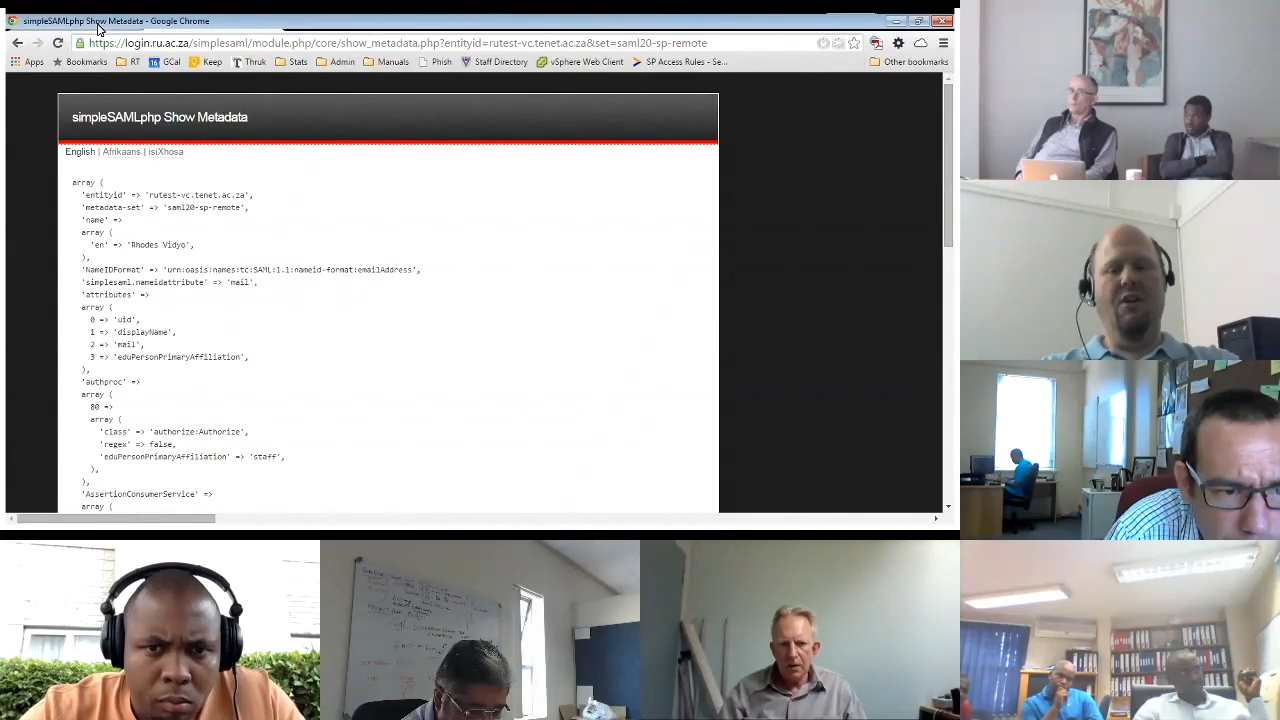 simpleSAMLphp Show Metadata - Google Chrome
https://login.ru.ac.za/simplesaml/module.php/core/show_metadata.php?entityid=rutest-vc.tenet.ac.za&set=saml20-sp-remote
Apps Bookmarks RT 16 GCal Keep Thruk Stats Admin Manuals Phish Staff Directory vSphere Web Client SP Access Rules - Se... Other bookmarks
simpleSAMLphp Show Metadata
English | Afrikaans | isiXhosa
array (
'entityid' => 'rutest-vc.tenet.ac.za',
'metadata-set' => 'saml20-sp-remote',
'name' =>
array (
'en' => 'Rhodes Vidyo',
),
'NameIDFormat' => 'urn:oasis:names:tc:SAML:1.1:nameid-format:emailAddress',
'simplesaml.nameidattribute' => 'mail',
'attributes' =>
array (
0 => 'uid',
1 => 'displayName',
2 => 'mail',
3 => 'eduPersonPrimaryAffiliation',
),
'authproc' =>
array (
80 =>
array (
'class' => 'authorize:Authorize',
'regex' => false,
'eduPersonPrimaryAffiliation' => 'staff',
),
),
'AssertionConsumerService' =>
array (